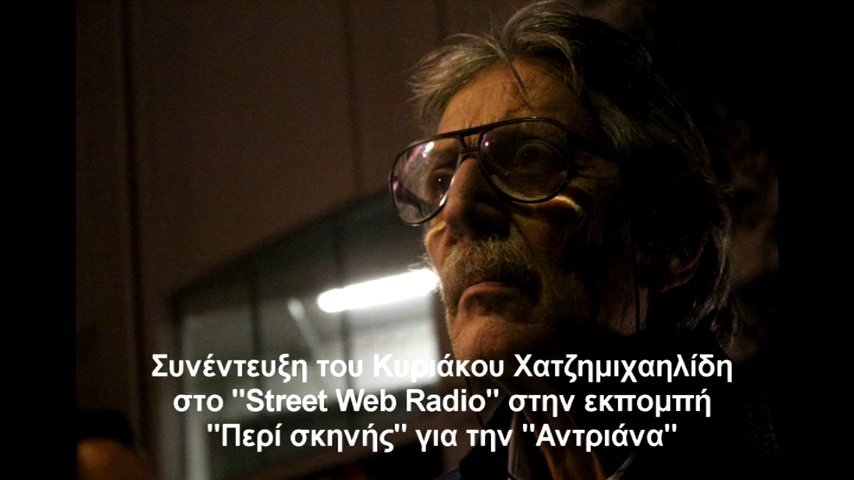 Συνέντευξη του Κυριάκου Χατζημιχαηλίδη
στο "Street Web Radio" στην εκπομπή
"Περί σκηνής" για την "Αντριάνα"